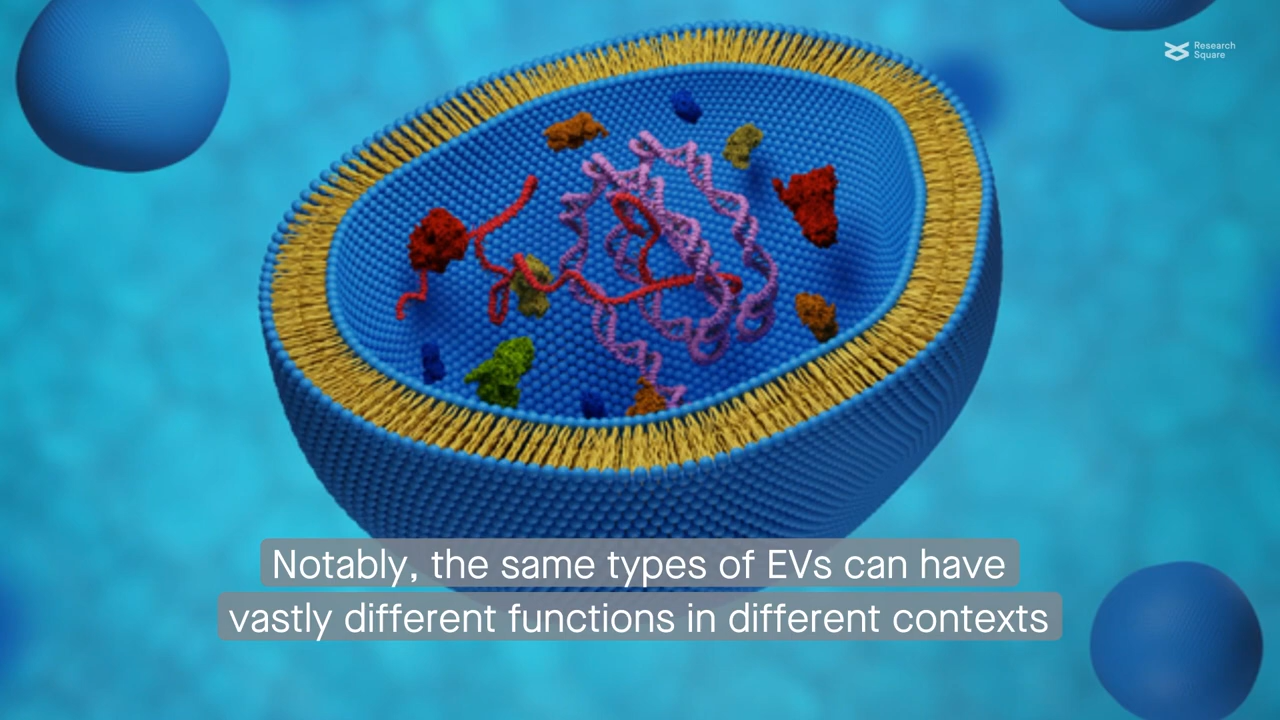 Research
Square
Notably, the same types of EVs can have
vastly different functions in different contexts